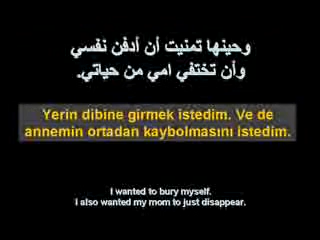 وحينها تمنيت أن أدفن نفسي
وأن تختفي امي من حياتي.
Yerin dibine girmek istedim. Ve de
annemin ortadan kaybolmasını istedim.
I wanted to bury myself.
I also wanted my mom to just disappear.